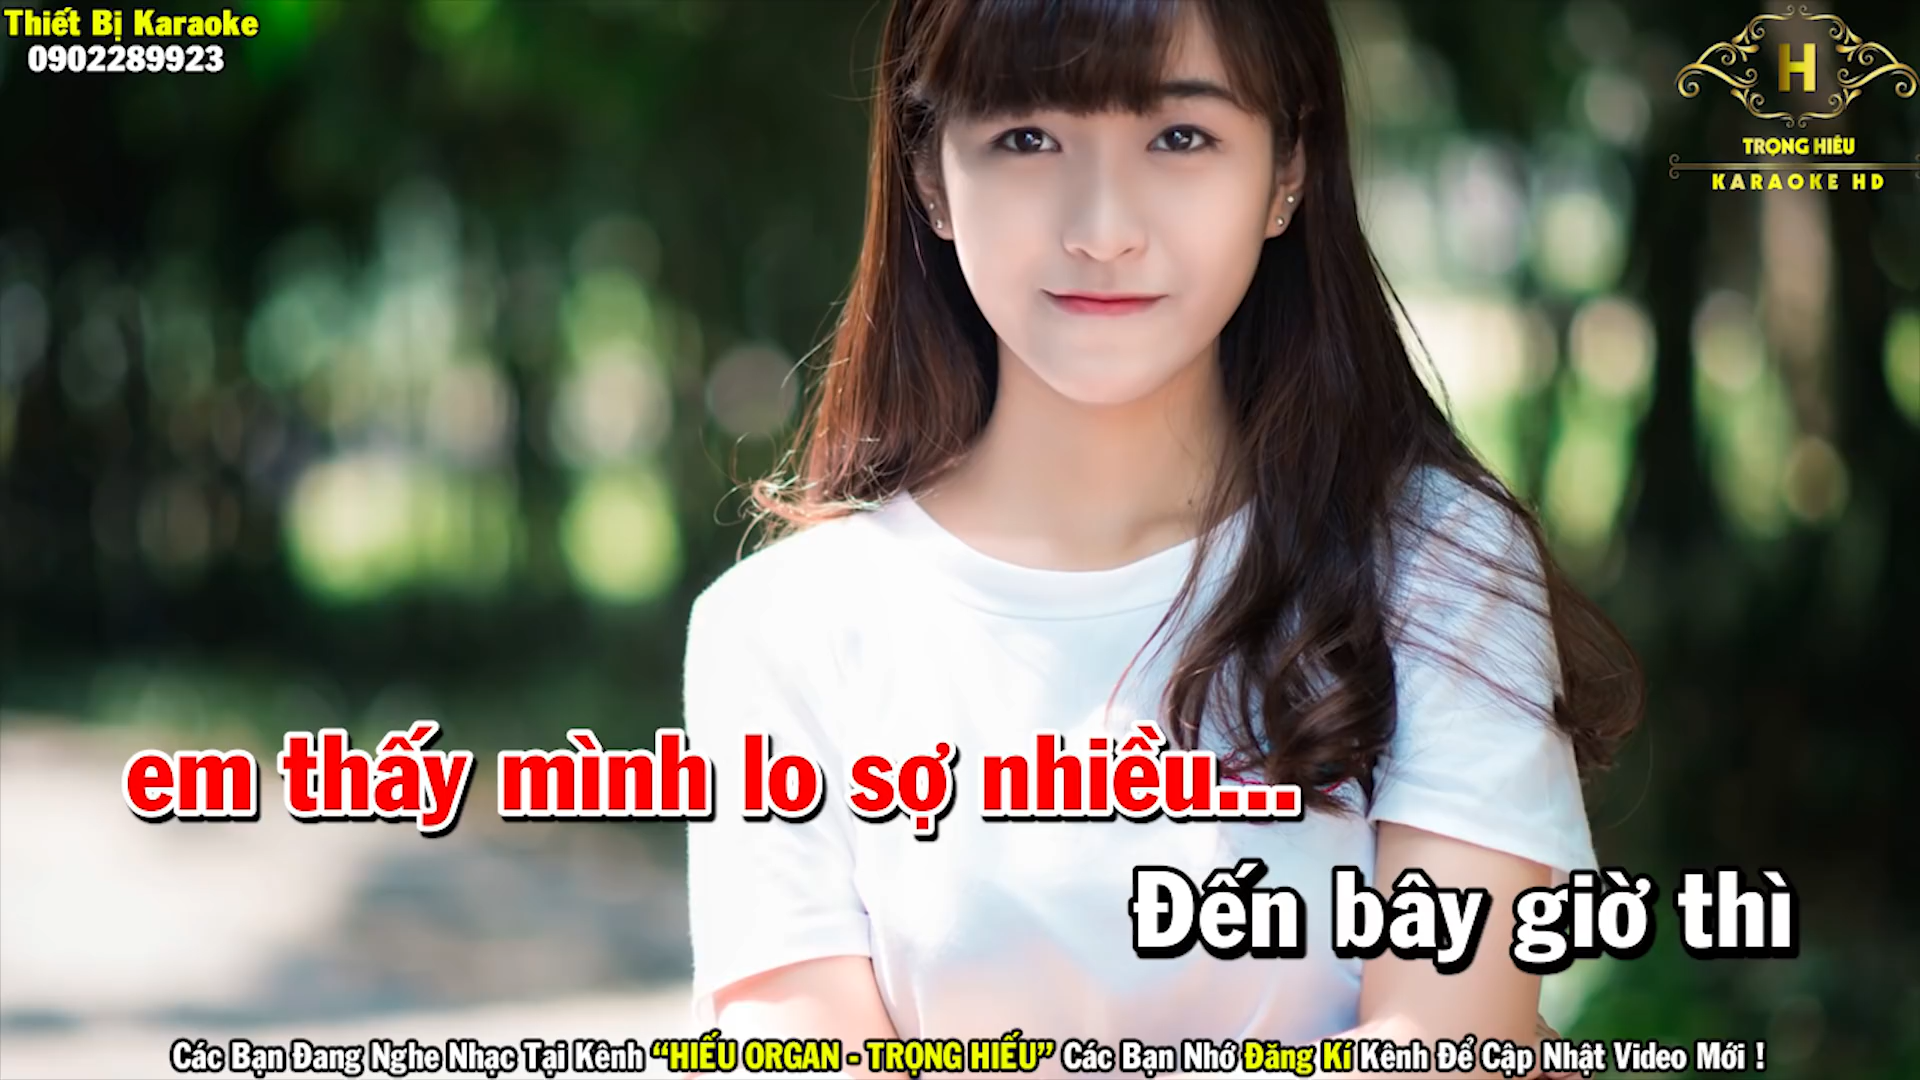 Thiết Bị Karaoke
0902289923
H
TRỌNG HIẾU
KARAOKE HD
em thấy mình lo sợ nhiều...
Đến bây giờ thì
Các Bạn Đang Nghe Nhạc Tại Kênh “HIẾU ORGAN - TRỌNG HIẾU” Các Bạn Nhớ Đăng Kí Kênh Để Cập Nhật Video Mới !